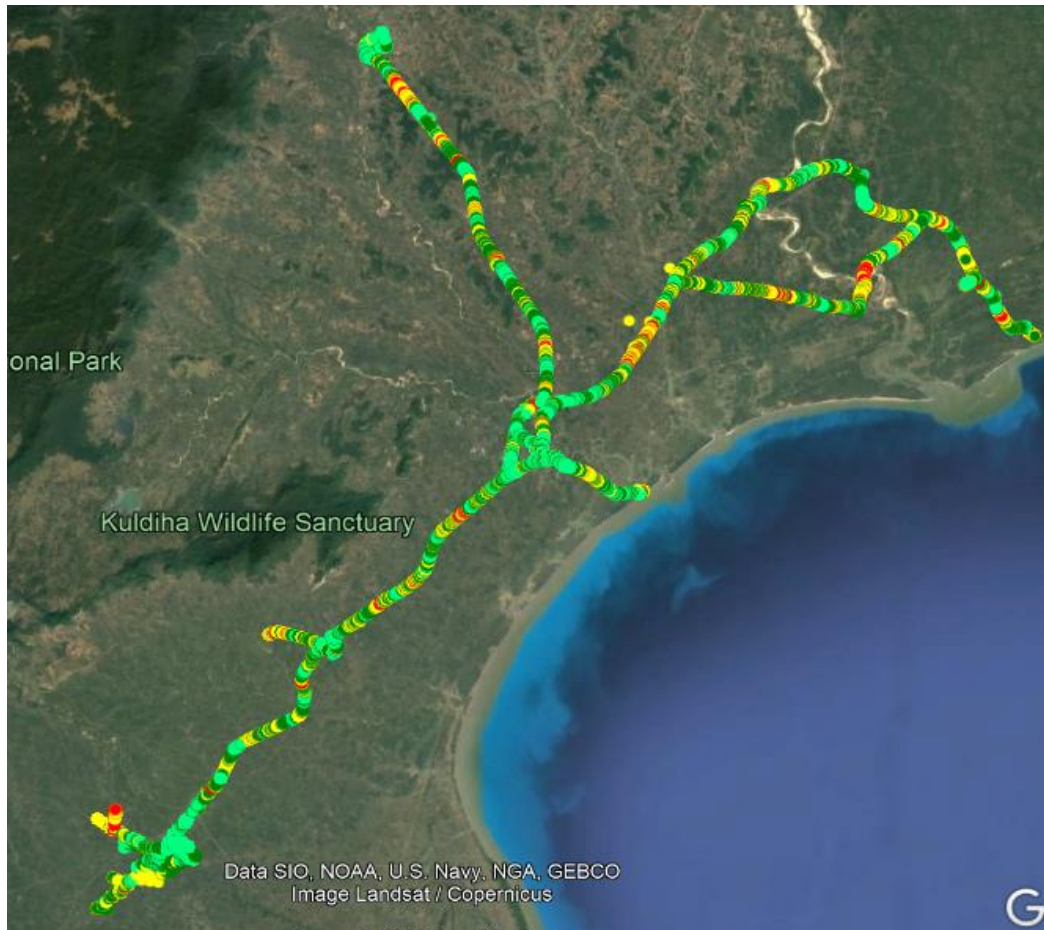 onal Park
Kuldiha Wildlife Sanctuary
Data SIO, NOAA, U.S. Navy, NGA, GEBCO
Image Landsat / Copernicus
G